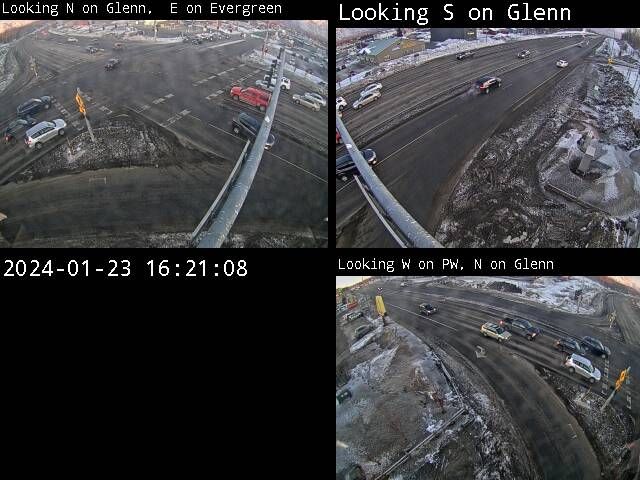 Looking N on Glenn, E on Evergreen
Looking S on Glenn
2024-01-23 16:21:08
Looking W on PW, N on Glenn